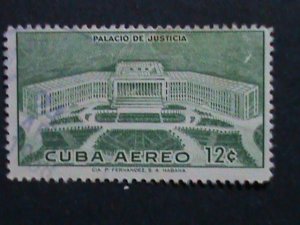 PALACIO DE JUSTICIA
CUBA AEREO 12¢
CIA. P. FERNANDEZ, S. A. HABANA.